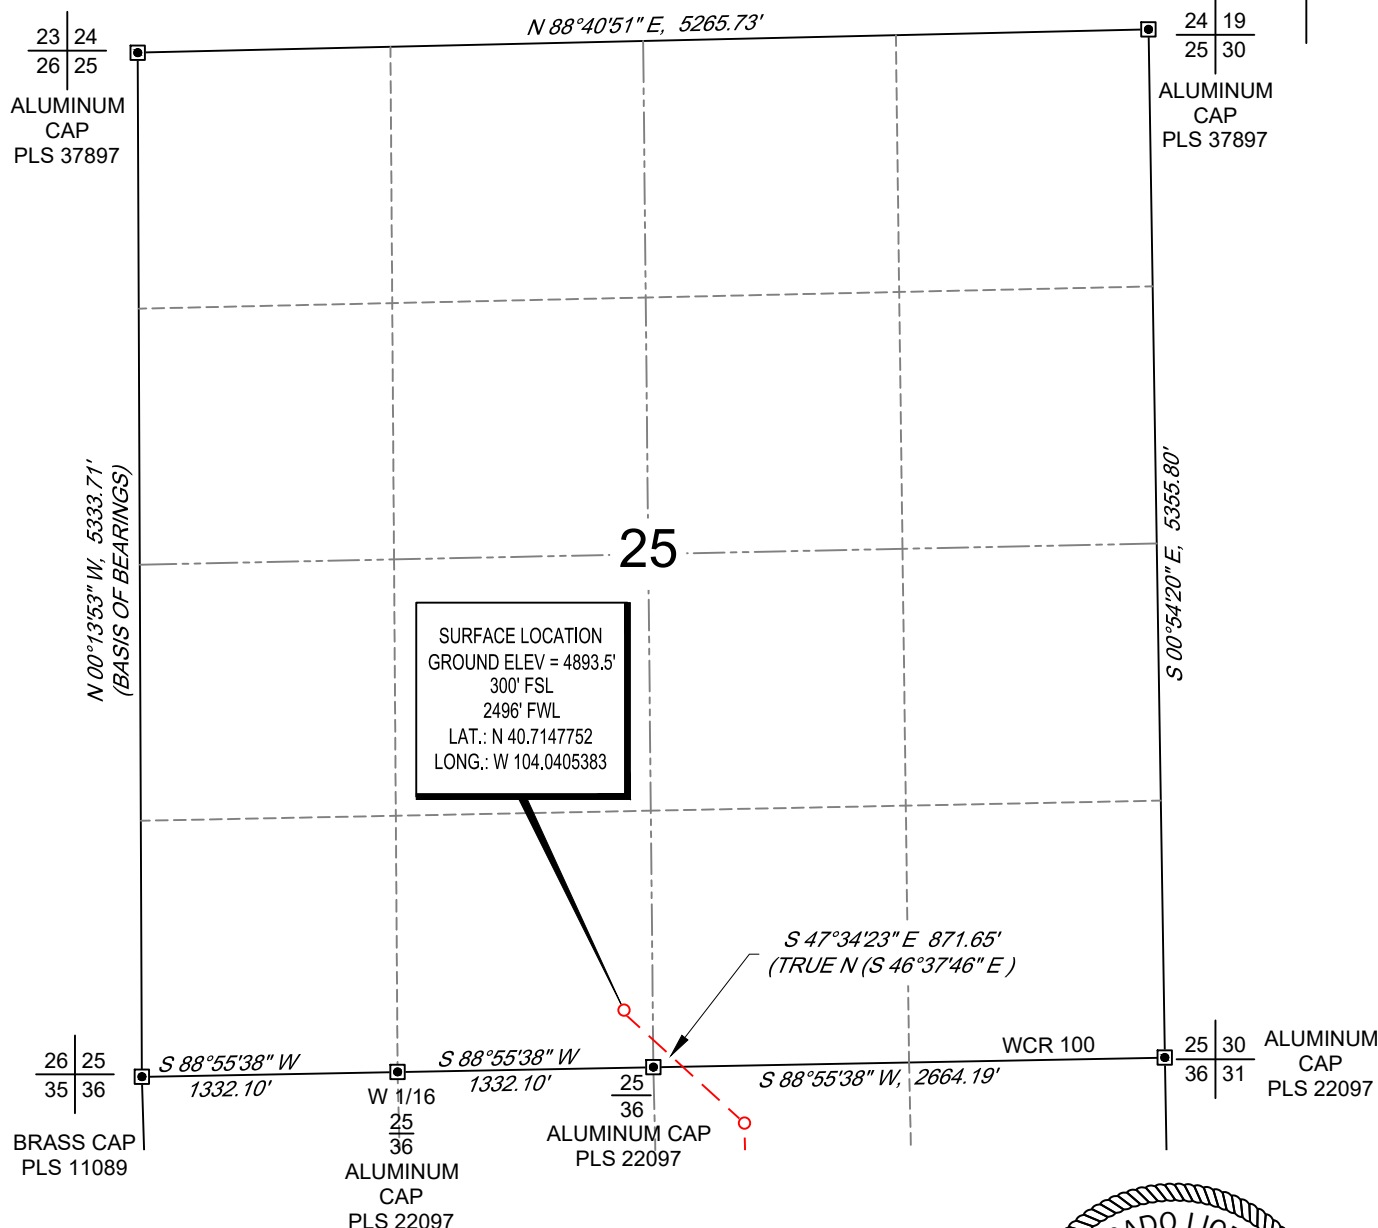 N 88°40'51" E, 5265.73'
23 24
26 25
ALUMINUM
CAP
PLS 37897
24 19
25 30
ALUMINUM
CAP
PLS 37897
N 00°13'53" W, 5333.71'
(BASIS OF BEARINGS)
S 00°54'20" E, 5355.80'
25
SURFACE LOCATION
GROUND ELEV = 4893.5'
300' FSL
2496' FWL
LAT.: N 40.7147752
LONG.: W 104.0405383
S 47°34'23" E 871.65'
(TRUE N (S 46°37'46" E )
26 25
35 36
BRASS CAP
PLS 11089
S 88°55'38" W
1332.10'
W 1/16
25
36
ALUMINUM
CAP
PLS 22097
S 88°55'38" W
1332.10'
25
36
ALUMINUM CAP
PLS 22097
WCR 100
S 88°55'38" W, 2664.19'
25 30
36 31
ALUMINUM
CAP
PLS 22097